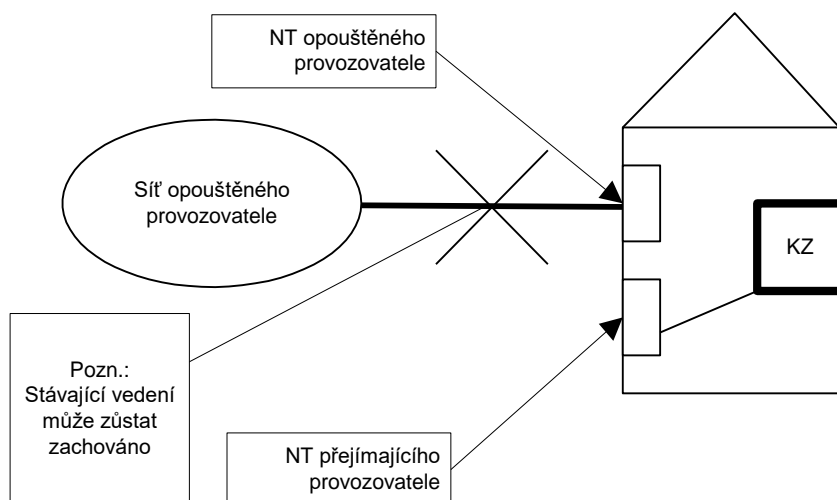 NT opouštěného
provozovatele
Síť opouštěného
provozovatele
KZ
Pozn.:
Stávající vedení
může zůstat
zachováno
NT přejímajícího
provozovatele